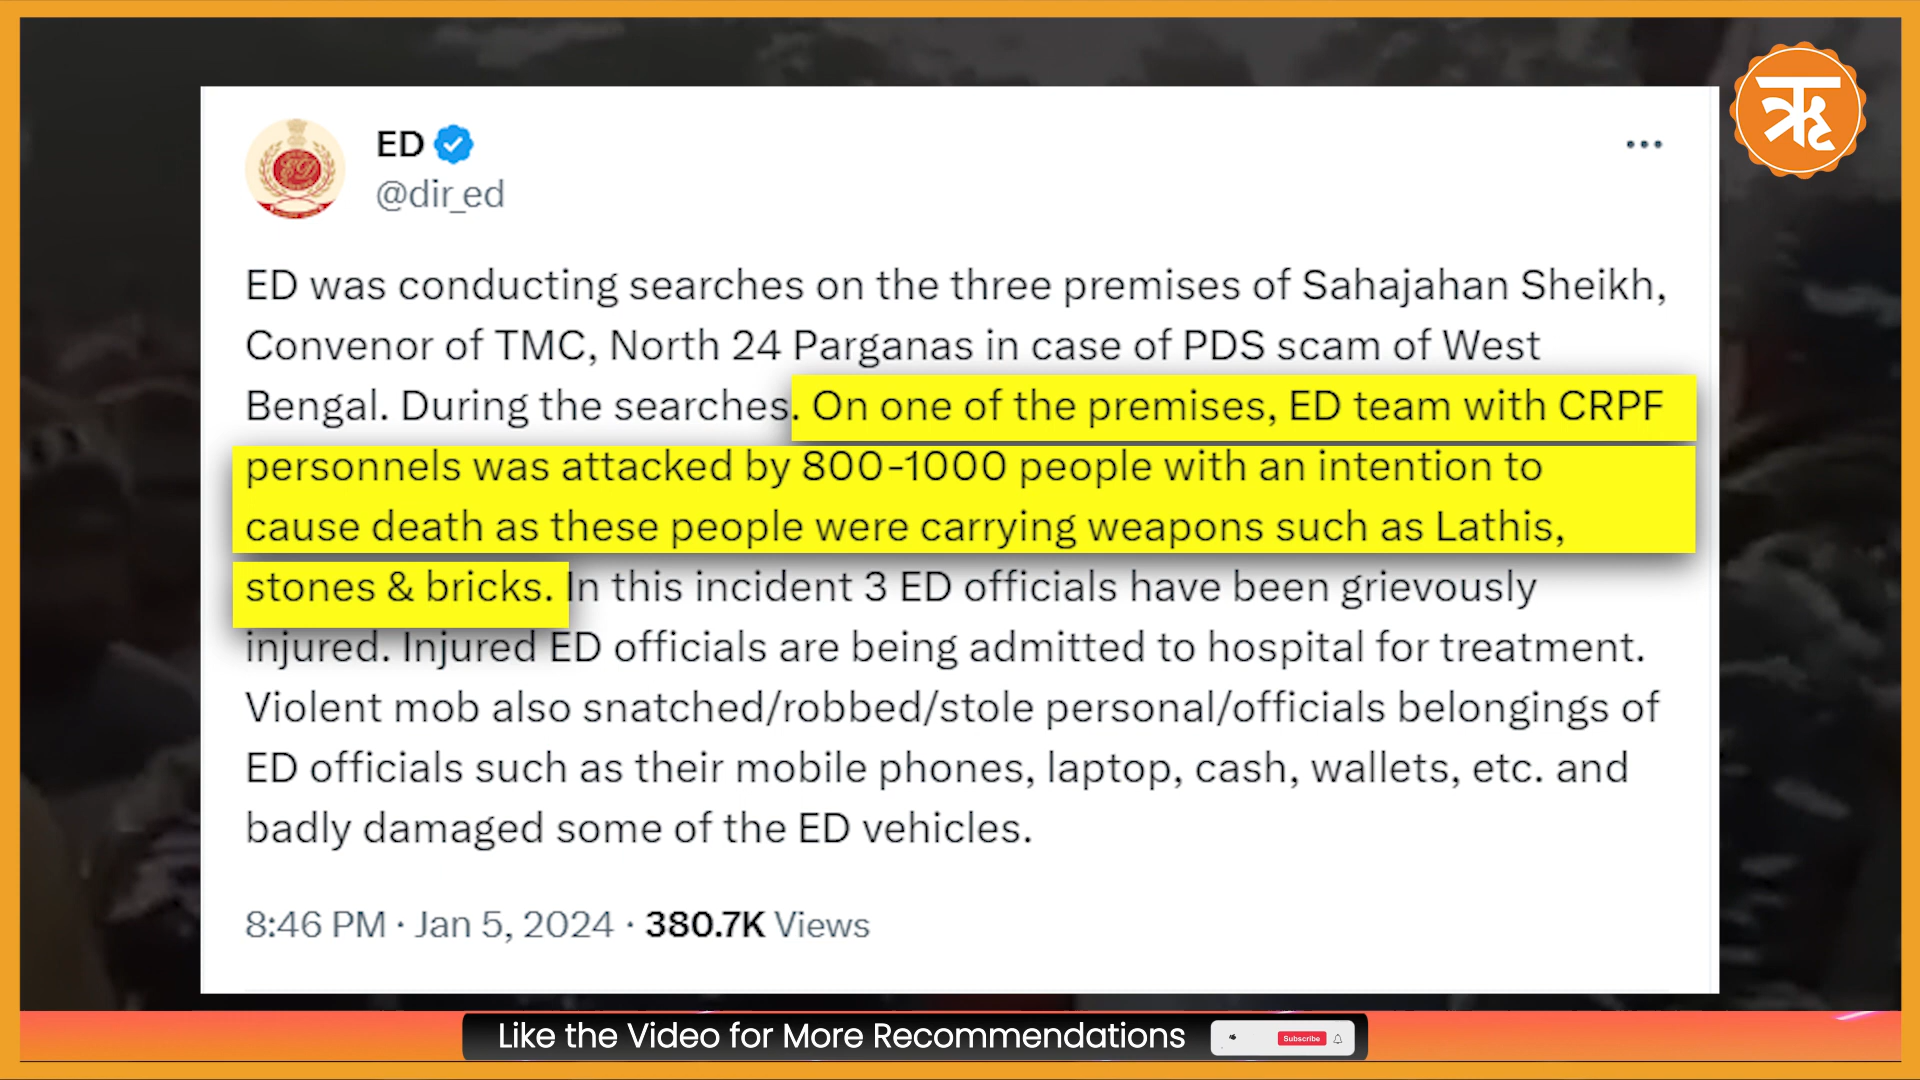 ऋ
ED
@dir_ed
ED was conducting searches on the three premises of Sahajahan Sheikh,
Convenor of TMC, North 24 Parganas in case of PDS scam of West
Bengal. During the searches. On one of the premises, ED team with CRPF
personnels was attacked by 800-1000 people with an intention to
cause death as these people were carrying weapons such as Lathis,
stones & bricks. In this incident 3 ED officials have been grievously
injured. Injured ED officials are being admitted to hospital for treatment.
Violent mob also snatched/robbed/stole personal/officials belongings of
ED officials such as their mobile phones, laptop, cash, wallets, etc. and
badly damaged some of the ED vehicles.
8:46 PM · Jan 5, 2024 · 380.7K Views
Like the Video for More Recommendations
Subscribe